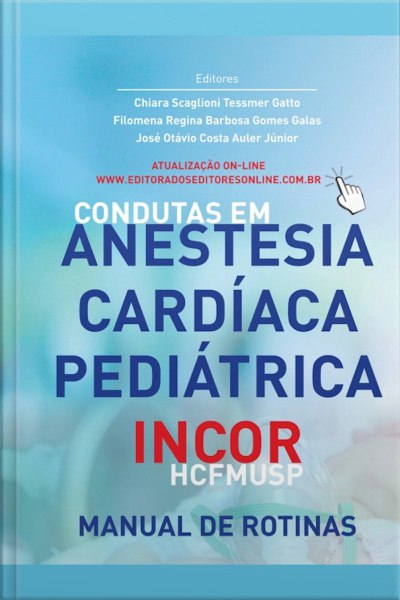 Editores
Chiara Scaglioni Tessmer Gatto
Filomena Regina Barbosa Gomes Galas
José Otávio Costa Auler Júnior
ATUALIZAÇÃO ON-LINE
WWW.EDITORADOSEDITORESONLINE.COM.BR
CONDUTAS EM
ANESTESIA
CARDÍACA
PEDIÁTRICA
INCOR
HCFMUSP
MANUAL DE ROTINAS